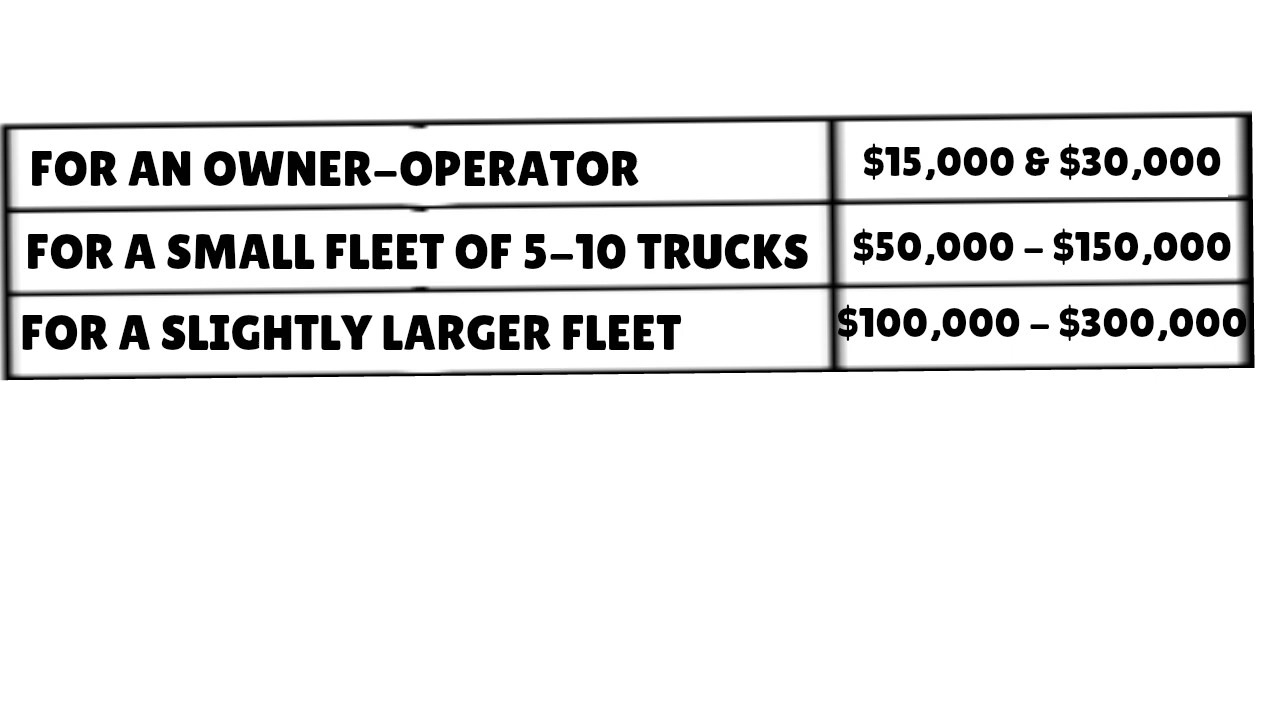 FOR AN OWNER-OPERATOR $15,000 & $30,000
FOR A SMALL FLEET OF 5-10 TRUCKS $50,000 - $150,000
FOR A SLIGHTLY LARGER FLEET $100,000 - $300,000